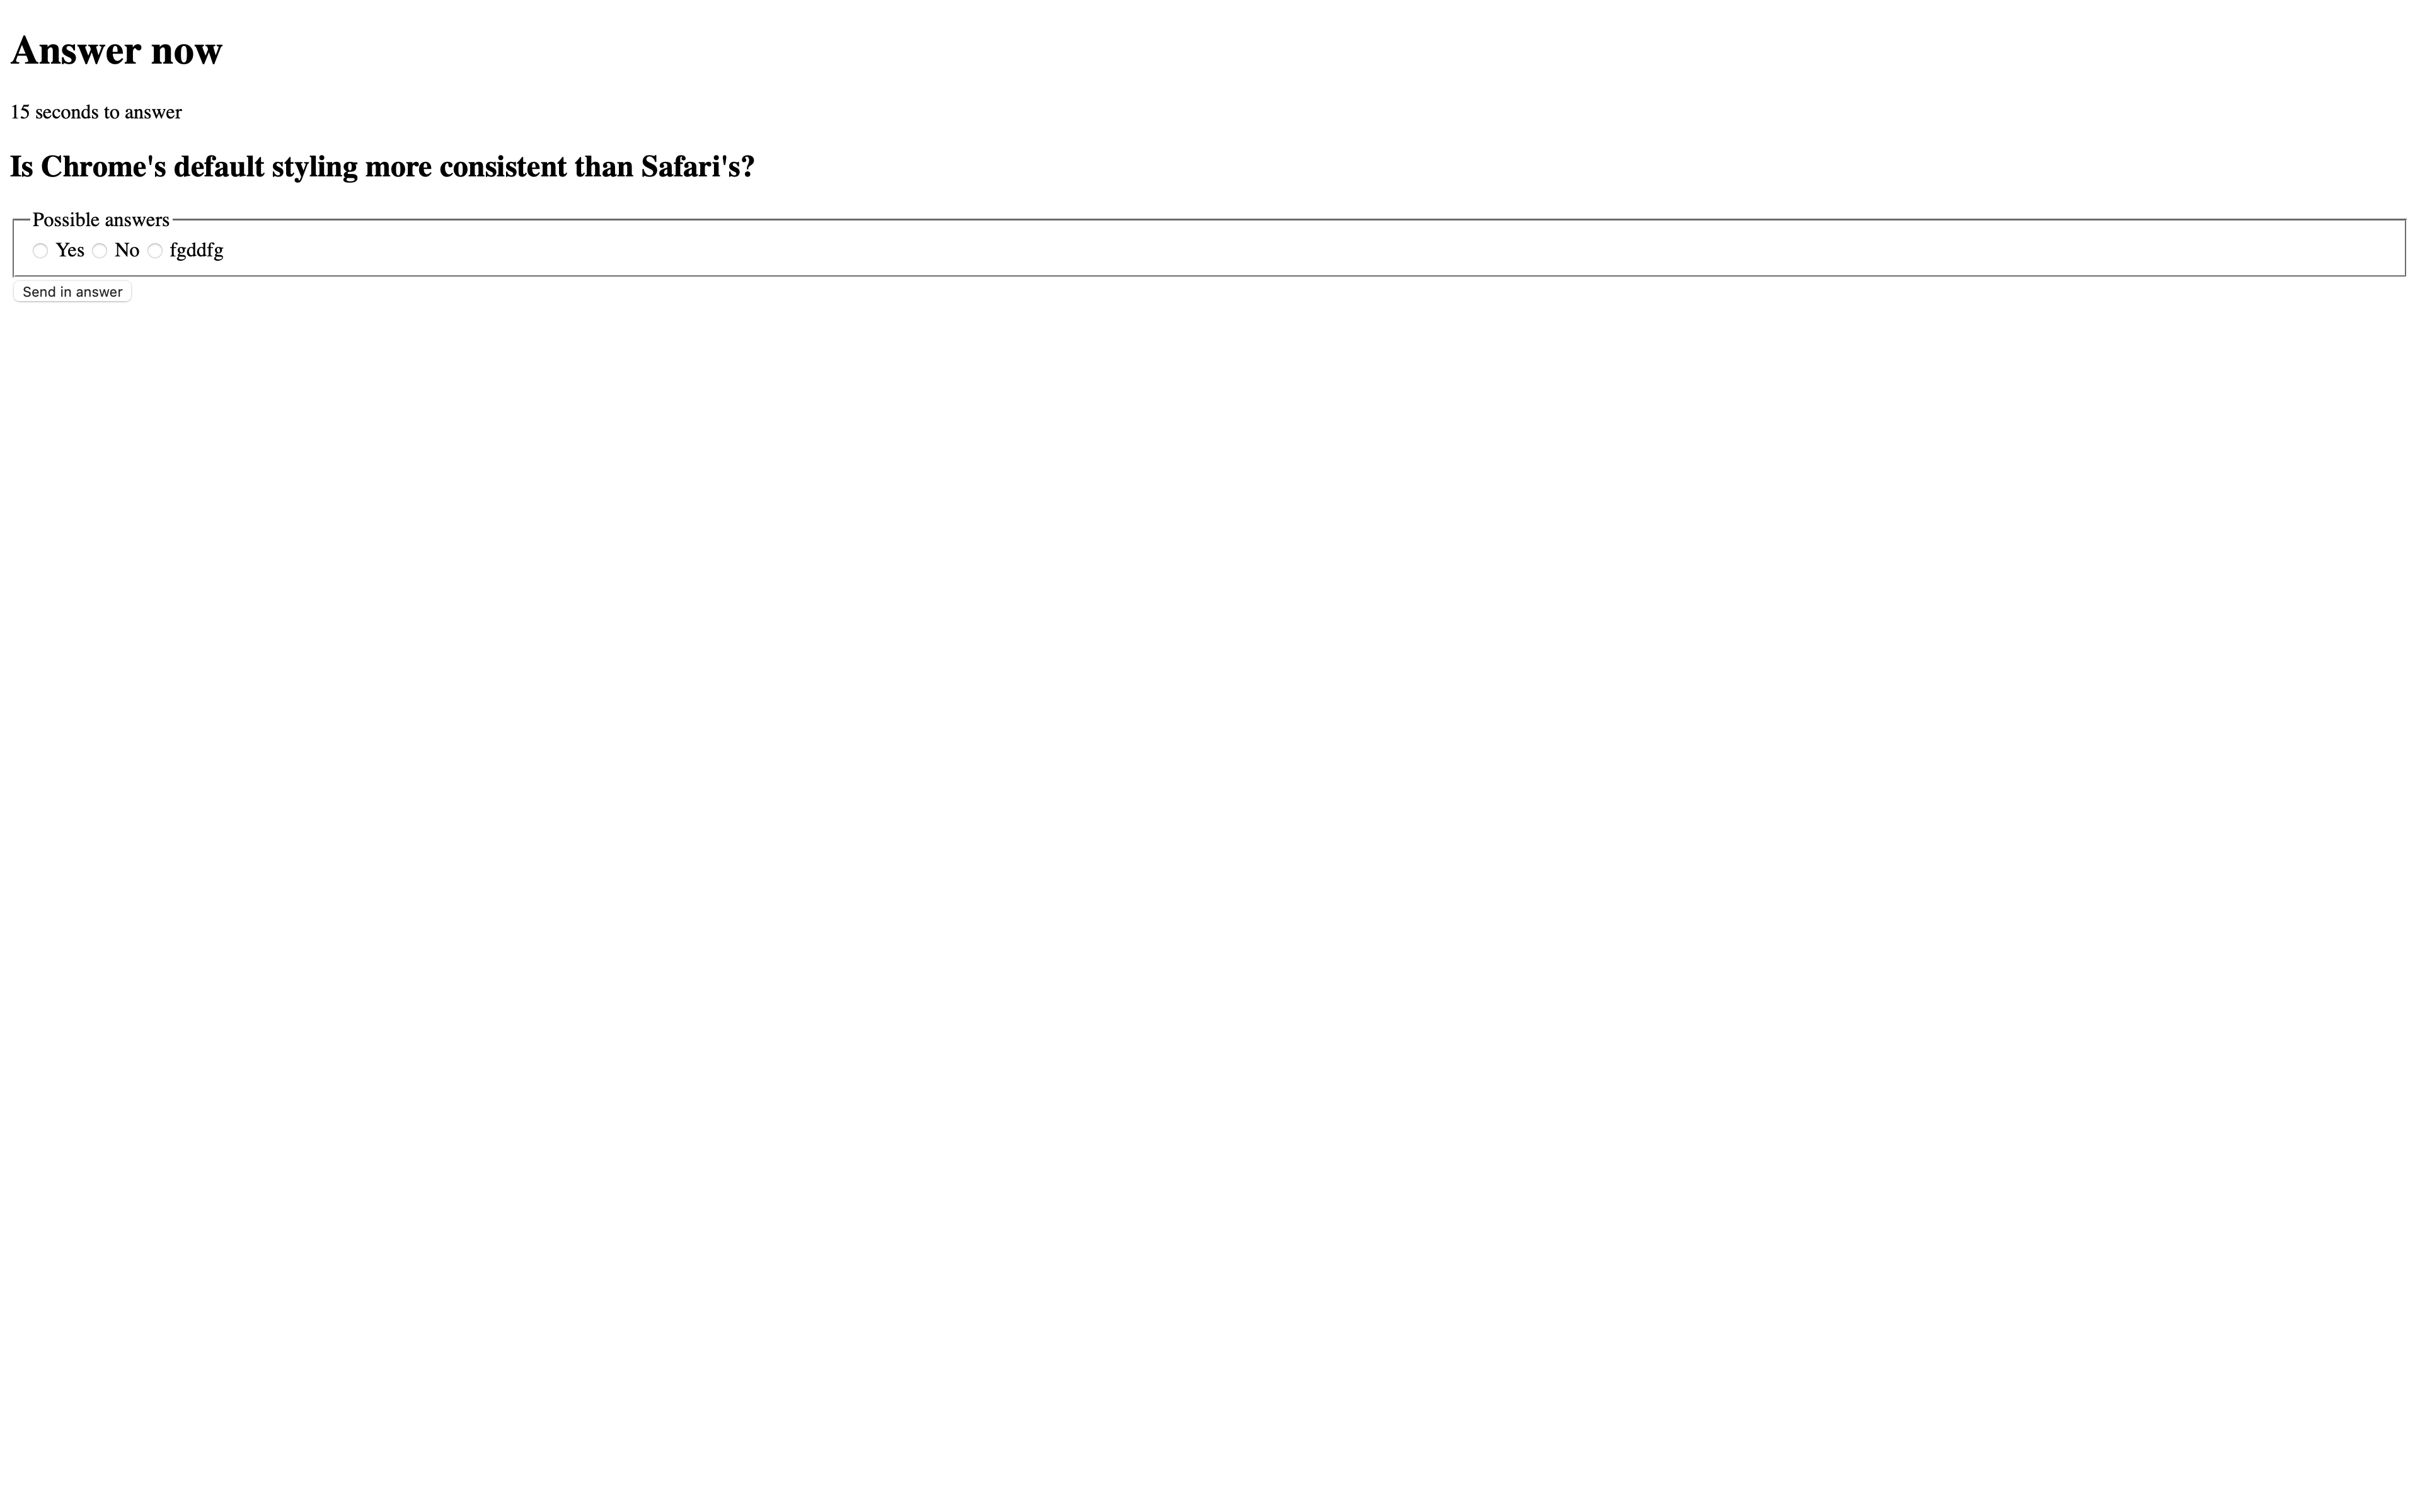 Answer now
15 seconds to answer
Is Chrome's default styling more consistent than Safari's?
Possible answers
Yes No fgddfg
Send in answer